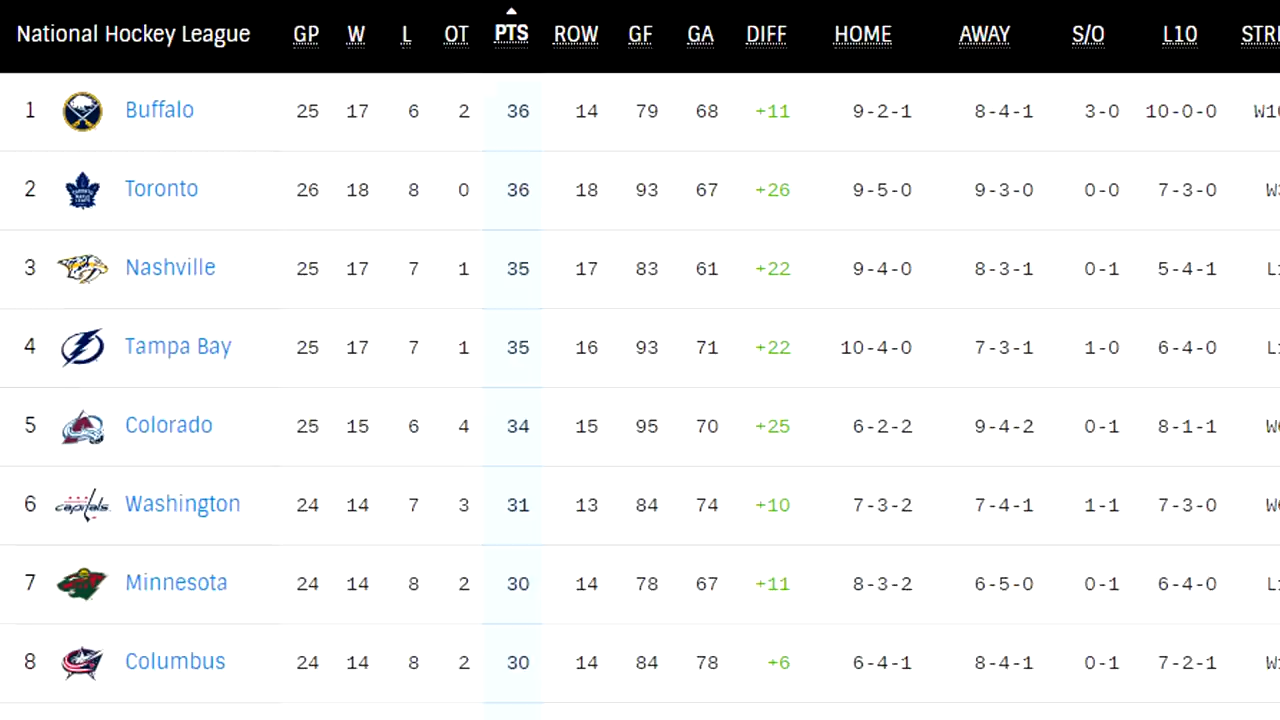 National Hockey League GP W L OT PTS ROW GF GA DIFF HOME AWAY S/O L10 STRE
1 Buffalo 25 17 6 2 36 14 79 68 +11 9-2-1 8-4-1 3-0 10-0-0 W10
2 Toronto 26 18 8 0 36 18 93 67 +26 9-5-0 9-3-0 0-0 7-3-0 W3
3 Nashville 25 17 7 1 35 17 83 61 +22 9-4-0 8-3-1 0-1 5-4-1 L1
4 Tampa Bay 25 17 7 1 35 16 93 71 +22 10-4-0 7-3-1 1-0 6-4-0 L1
5 Colorado 25 15 6 4 34 15 95 70 +25 6-2-2 9-4-2 0-1 8-1-1 W6
6 capitals Washington 24 14 7 3 31 13 84 74 +10 7-3-2 7-4-1 1-1 7-3-0 W6
7 Minnesota 24 14 8 2 30 14 78 67 +11 8-3-2 6-5-0 0-1 6-4-0 L1
8 Columbus 24 14 8 2 30 14 84 78 +6 6-4-1 8-4-1 0-1 7-2-1 W1